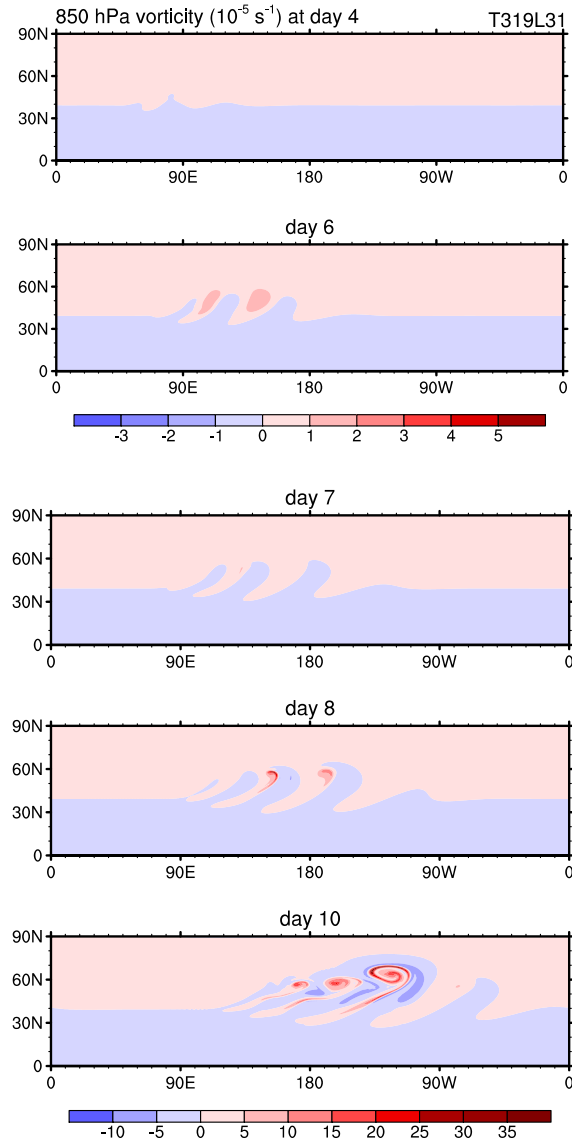 850 hPa vorticity (10⁻⁵ s⁻¹) at day 4 T319L31
90N
60N
30N
0
0 90E 180 90W 0
day 6
90N
60N
30N
0
0 90E 180 90W 0
-3 -2 -1 0 1 2 3 4 5
day 7
90N
60N
30N
0
0 90E 180 90W 0
day 8
90N
60N
30N
0
0 90E 180 90W 0
day 10
90N
60N
30N
0
0 90E 180 90W 0
-10 -5 0 5 10 15 20 25 30 35